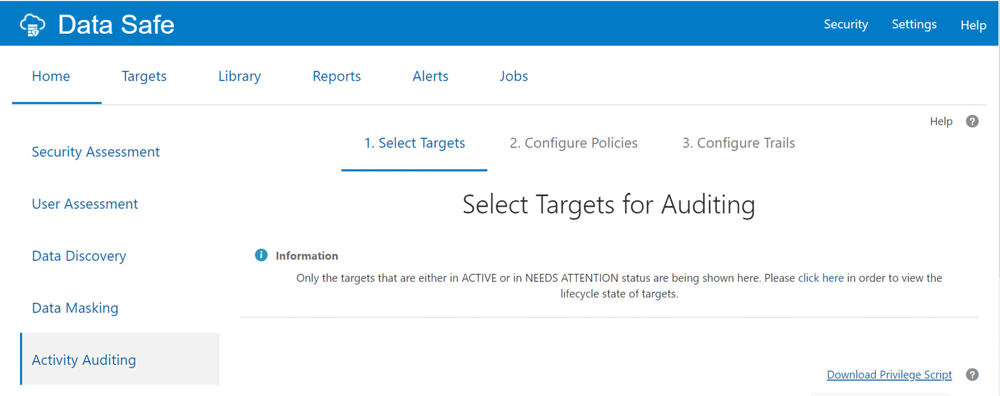 Data Safe
Security Settings Help
Home Targets Library Reports Alerts Jobs
Help ?
1. Select Targets 2. Configure Policies 3. Configure Trails
Security Assessment
User Assessment
Data Discovery
Data Masking
Activity Auditing
Select Targets for Auditing
i Information
Only the targets that are either in ACTIVE or in NEEDS ATTENTION status are being shown here. Please click here in order to view the
lifecycle state of targets.
Download Privilege Script ?